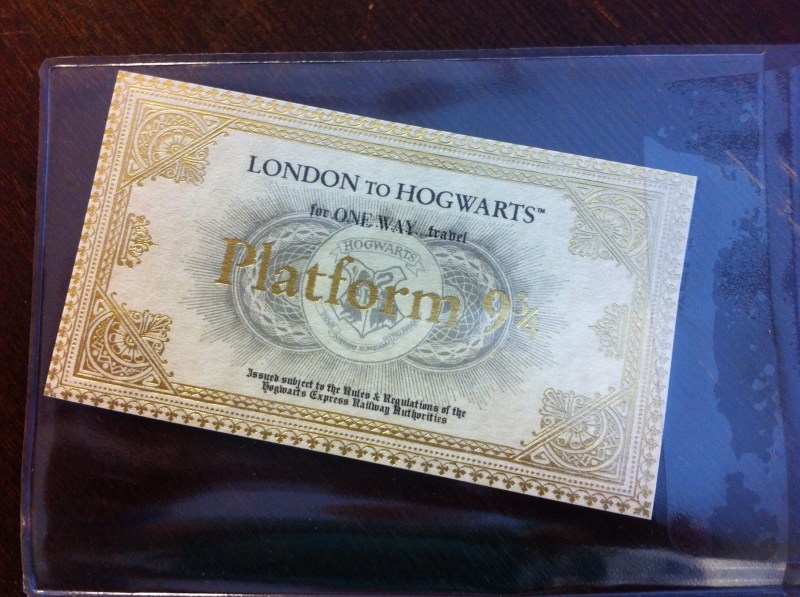 LONDON TO HOGWARTS™
for ONE WAY travel
HOGWARTS
Platform 9¾
Issued subject to the Rules & Regulations of the
Hogwarts Express Railway Authorities